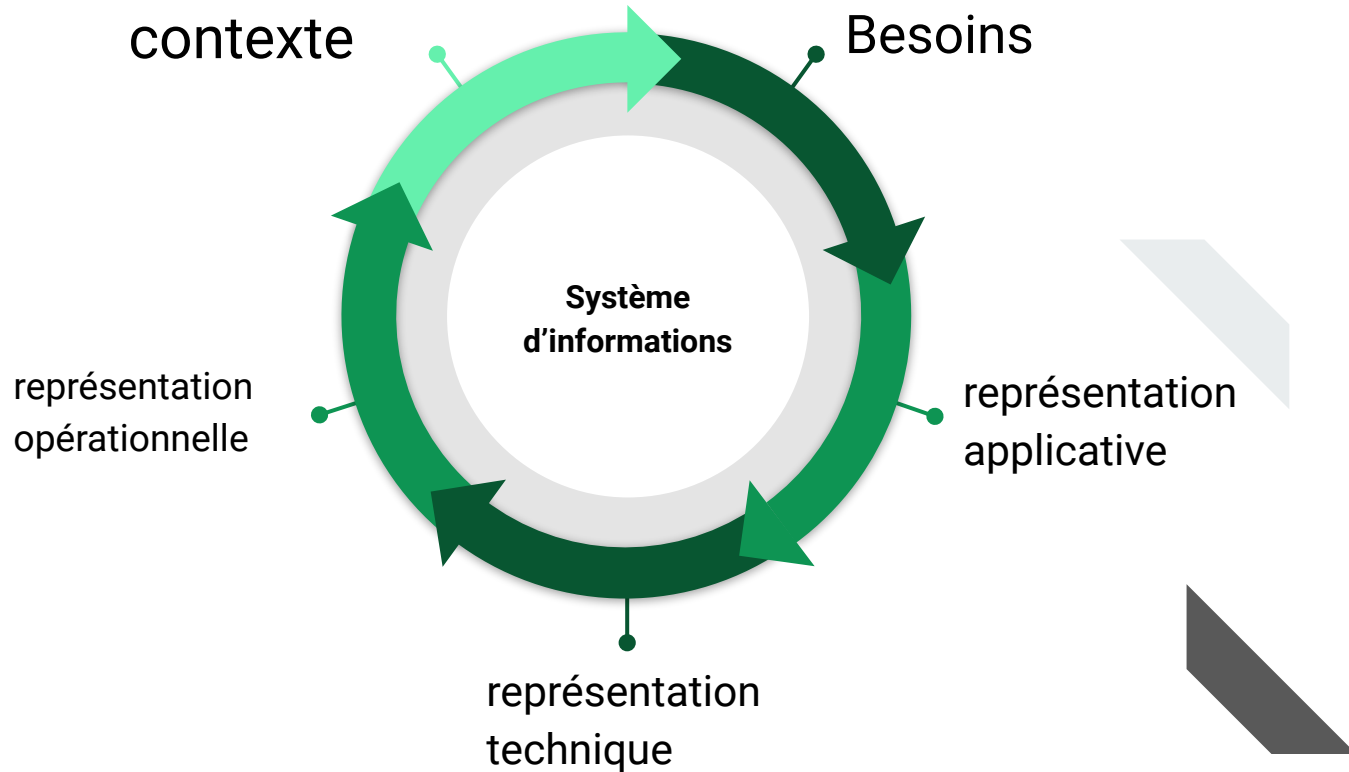 contexte
Besoins
Système
d’informations
représentation
opérationnelle
représentation
applicative
représentation
technique